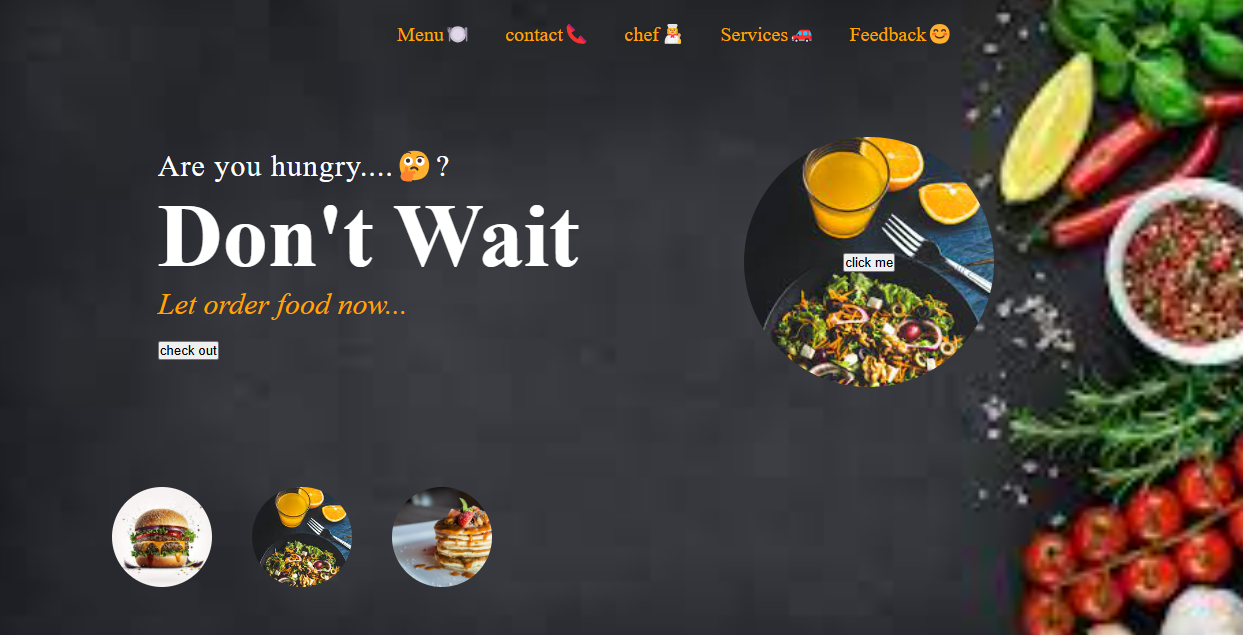 Menu🍽️ contact📞 chef👨‍🍳 Services🚗 Feedback😊
Are you hungry....🤔?
Don't Wait
Let order food now...
click me
check out